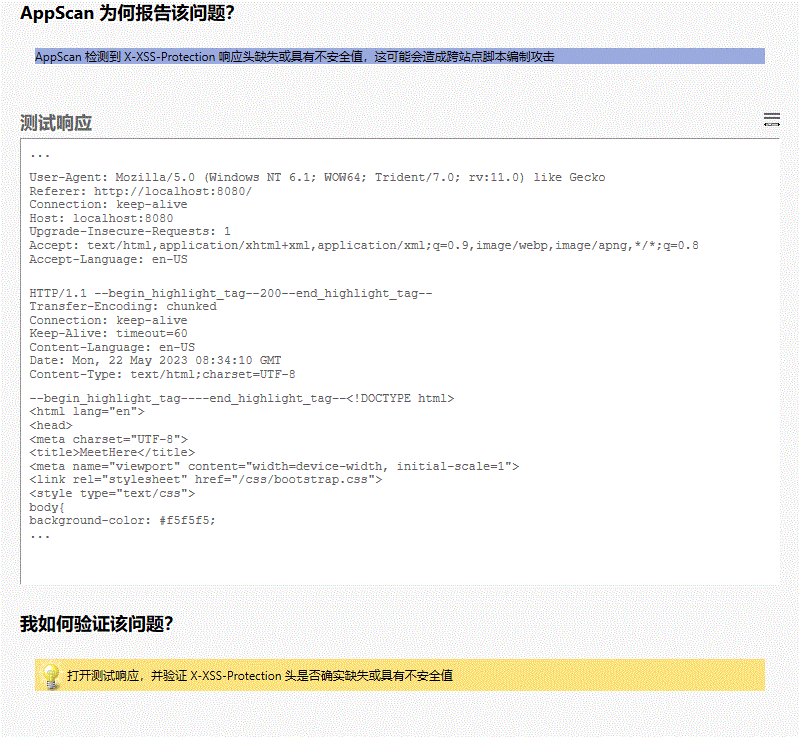 AppScan 为何报告该问题?
AppScan 检测到 X-XSS-Protection 响应头缺失或具有不安全值，这可能会造成跨站点脚本编制攻击
测试响应
...
User-Agent: Mozilla/5.0 (Windows NT 6.1; WOW64; Trident/7.0; rv:11.0) like Gecko
Referer: http://localhost:8080/
Connection: keep-alive
Host: localhost:8080
Upgrade-Insecure-Requests: 1
Accept: text/html,application/xhtml+xml,application/xml;q=0.9,image/webp,image/apng,*/*;q=0.8
Accept-Language: en-US
HTTP/1.1 --begin_highlight_tag--200--end_highlight_tag--
Transfer-Encoding: chunked
Connection: keep-alive
Keep-Alive: timeout=60
Content-Language: en-US
Date: Mon, 22 May 2023 08:34:10 GMT
Content-Type: text/html;charset=UTF-8
--begin_highlight_tag----end_highlight_tag--<!DOCTYPE html>
<html lang="en">
<head>
<meta charset="UTF-8">
<title>MeetHere</title>
<meta name="viewport" content="width=device-width, initial-scale=1">
<link rel="stylesheet" href="/css/bootstrap.css">
<style type="text/css">
body{
background-color: #f5f5f5;
...
我如何验证该问题?
打开测试响应，并验证 X-XSS-Protection 头是否确实缺失或具有不安全值